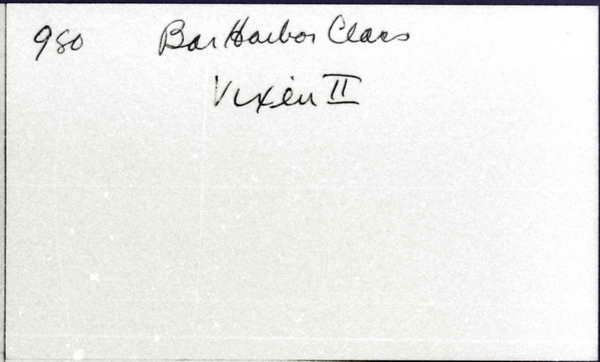 980 Bar Harbor Class
Vixen II